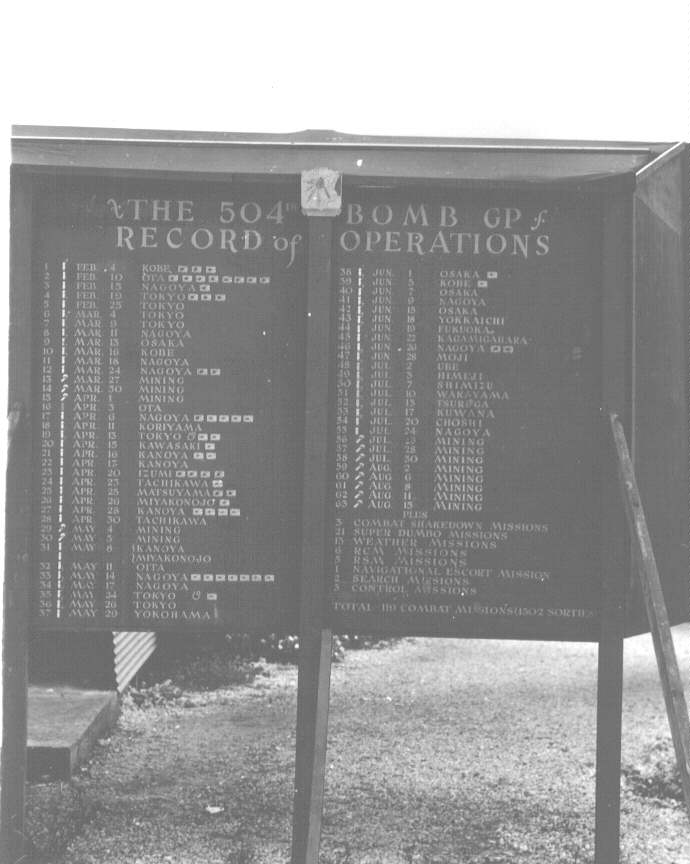 THE 504TH BOMB GP
RECORD of OPERATIONS
1 FEB. 4 KOBE
2 FEB. 10 OTA
3 FEB. 15 NAGOYA
4 FEB. 19 TOKYO
5 FEB. 25 TOKYO
6 MAR. 4 TOKYO
7 MAR. 9 TOKYO
8 MAR. 11 NAGOYA
9 MAR. 13 OSAKA
10 MAR. 16 KOBE
11 MAR. 18 NAGOYA
12 MAR. 24 NAGOYA
13 MAR. 27 MINING
14 MAR. 30 MINING
15 APR. 1 MINING
16 APR. 3 OTA
17 APR. 6 NAGOYA
18 APR. 11 KORIYAMA
19 APR. 13 TOKYO
20 APR. 15 KAWASAKI
21 APR. 16 KANOYA
22 APR. 17 KANOYA
23 APR. 20 IZUMI
24 APR. 23 TACHIKAWA
25 APR. 25 MATSUYAMA
26 APR. 26 MIYAKONOJO
27 APR. 28 KANOYA
28 APR. 30 TACHIKAWA
29 MAY 4 MINING
30 MAY 5 MINING
31 MAY 8 KANOYA
MIYAKONOJO
32 MAY 11 OITA
33 MAY 14 NAGOYA
34 MAY 17 NAGOYA
35 MAY 24 TOKYO
36 MAY 26 TOKYO
37 MAY 29 YOKOHAMA
38 JUN. 1 OSAKA
39 JUN. 5 KOBE
40 JUN. 7 OSAKA
41 JUN. 9 NAGOYA
42 JUN. 15 OSAKA
43 JUN. 18 YOKKAICHI
44 JUN. 19 FUKUOKA
45 JUN. 22 KAGAMIGAHARA
46 JUN. 26 NAGOYA
47 JUN. 28 MOJI
48 JUL. 2 UBE
49 JUL. 3 HIMEJI
50 JUL. 7 SHIMIZU
51 JUL. 10 WAKAYAMA
52 JUL. 13 TSURUGA
53 JUL. 17 KUWANA
54 JUL. 20 CHOSHI
55 JUL. 24 NAGOYA
56 JUL. MINING
57 JUL. 28 MINING
58 JUL. 30 MINING
59 AUG. 2 MINING
60 AUG. 6 MINING
61 AUG. 8 MINING
62 AUG. 11 MINING
63 AUG. 15 MINING
PLUS
3 COMBAT SHAKEDOWN MISSIONS
21 SUPER DUMBO MISSIONS
13 WEATHER MISSIONS
6 RCM MISSIONS
5 RSM MISSIONS
1 NAVIGATIONAL ESCORT MISSION
2 SEARCH MISSIONS
3 CONTROL MISSIONS
TOTAL 110 COMBAT MISSIONS (1302 SORTIES